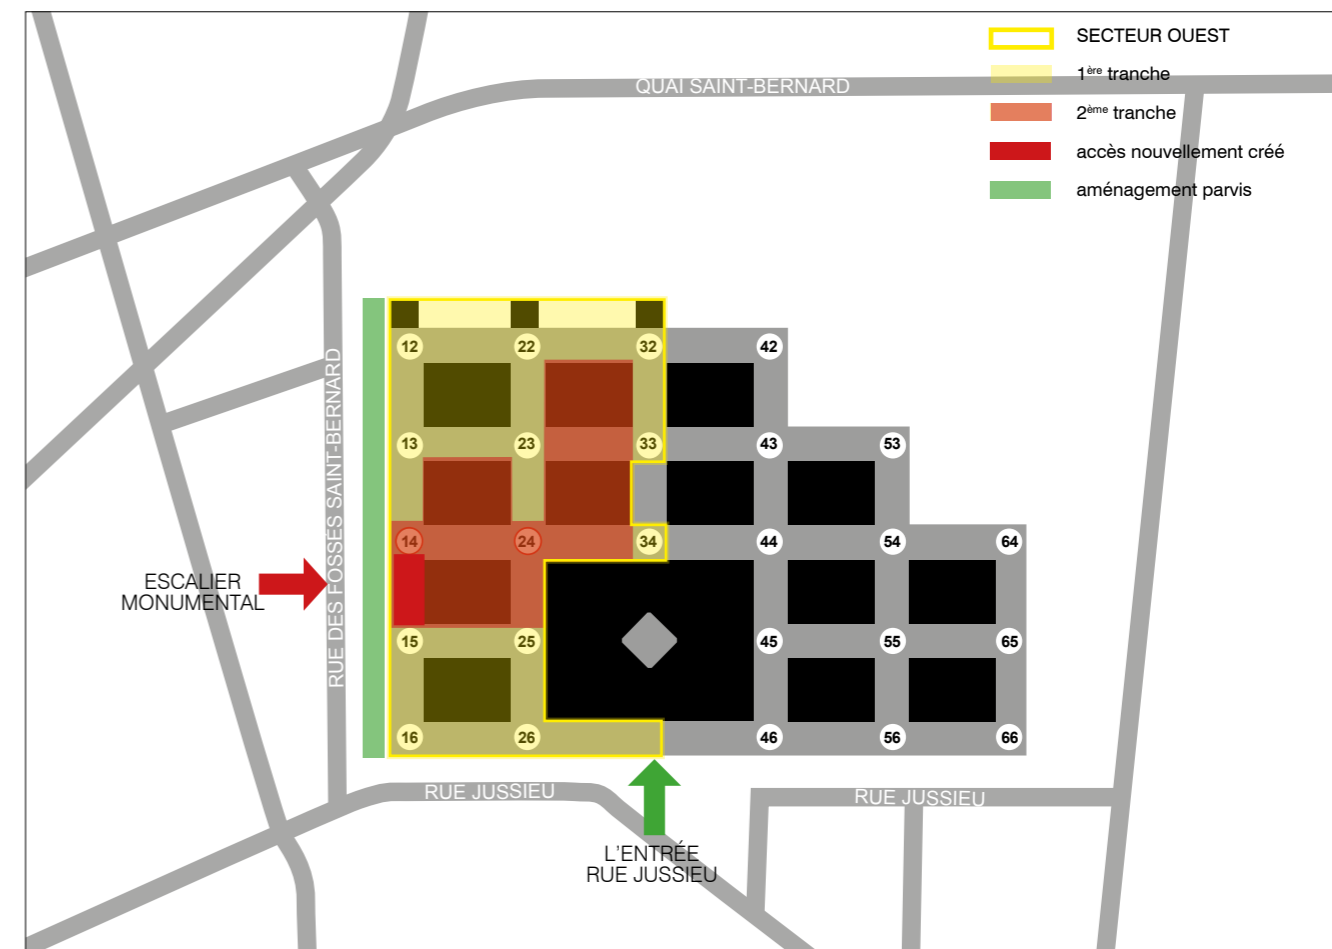 SECTEUR OUEST
1ère tranche
2ème tranche
accès nouvellement créé
aménagement parvis
QUAI SAINT-BERNARD
12 22 32 42
13 23 33 43 53
14 24 34 44 54 64
RUE DES FOSSES SAINT-BERNARD
ESCALIER
MONUMENTAL
15 25 45 55 65
16 26 46 56 66
RUE JUSSIEU
RUE JUSSIEU
L'ENTRÉE
RUE JUSSIEU